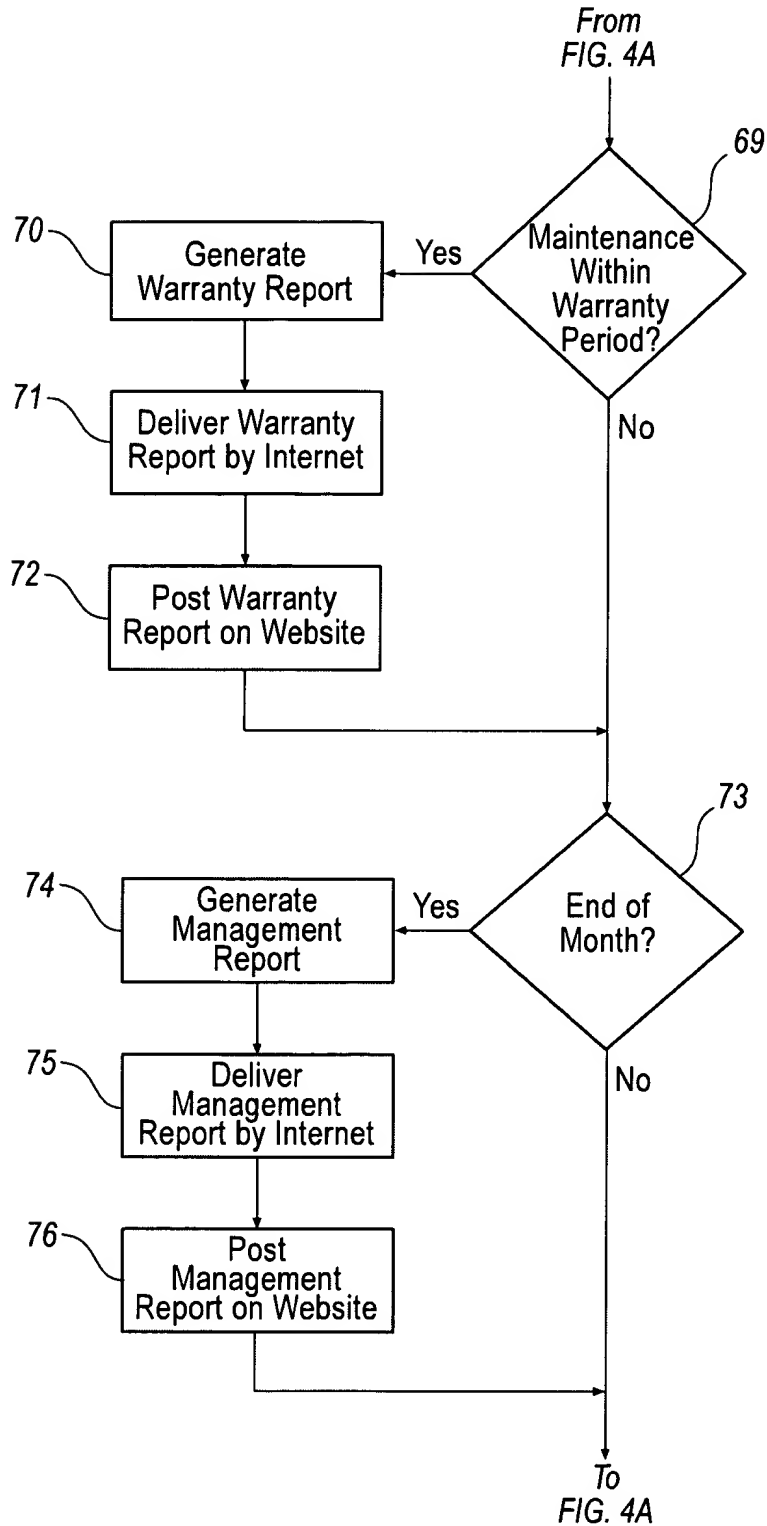 From
FIG. 4A
69
Maintenance
Within
Warranty
Period?
Yes
No
70
Generate
Warranty Report
71
Deliver Warranty
Report by Internet
72
Post Warranty
Report on Website
73
End of
Month?
Yes
No
74
Generate
Management
Report
75
Deliver
Management
Report by Internet
76
Post
Management
Report on Website
To
FIG. 4A